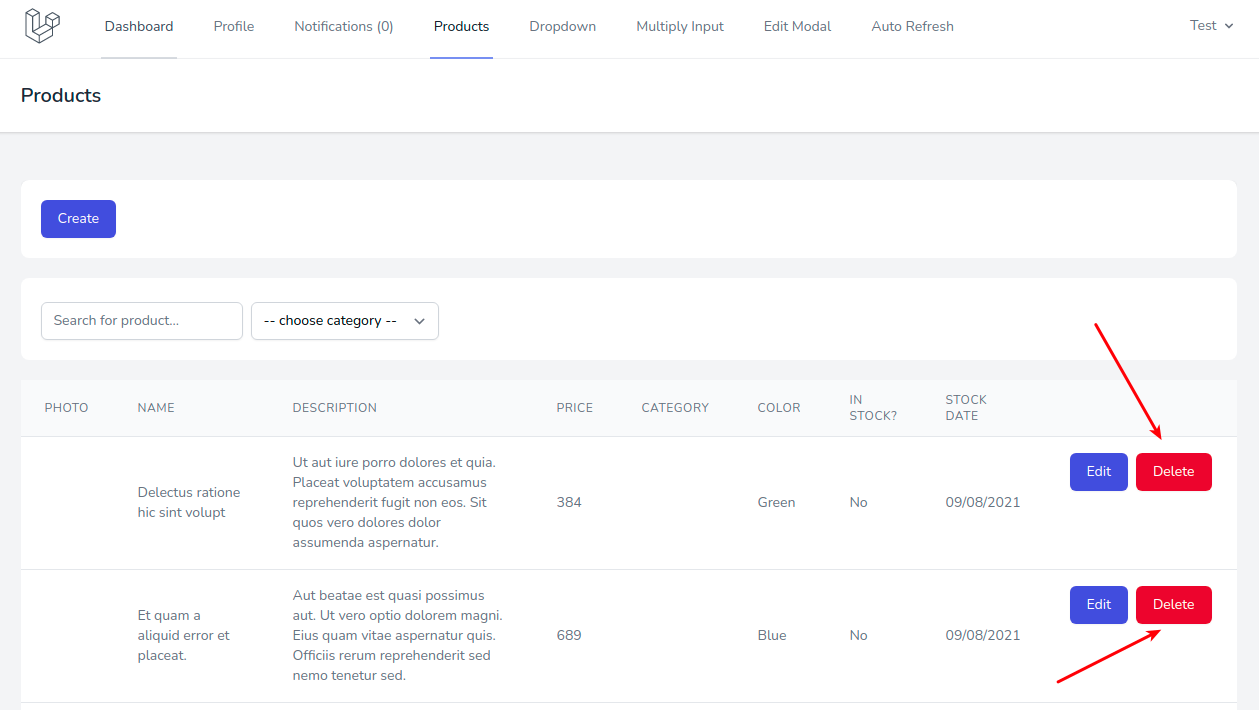 Dashboard Profile Notifications (0) Products Dropdown Multiply Input Edit Modal Auto Refresh Test
Products
Create
Search for product... -- choose category --
PHOTO NAME DESCRIPTION PRICE CATEGORY COLOR IN STOCK? STOCK DATE
Delectus ratione
hic sint volupt
Ut aut iure porro dolores et quia.
Placeat voluptatem accusamus
reprehenderit fugit non eos. Sit
quos vero dolores dolor
assumenda aspernatur.
384 Green No 09/08/2021 Edit Delete
Et quam a
aliquid error et
placeat.
Aut beatae est quasi possimus
aut. Ut vero optio dolorem magni.
Eius quam vitae aspernatur quis.
Officiis rerum reprehenderit sed
nemo tenetur sed.
689 Blue No 09/08/2021 Edit Delete